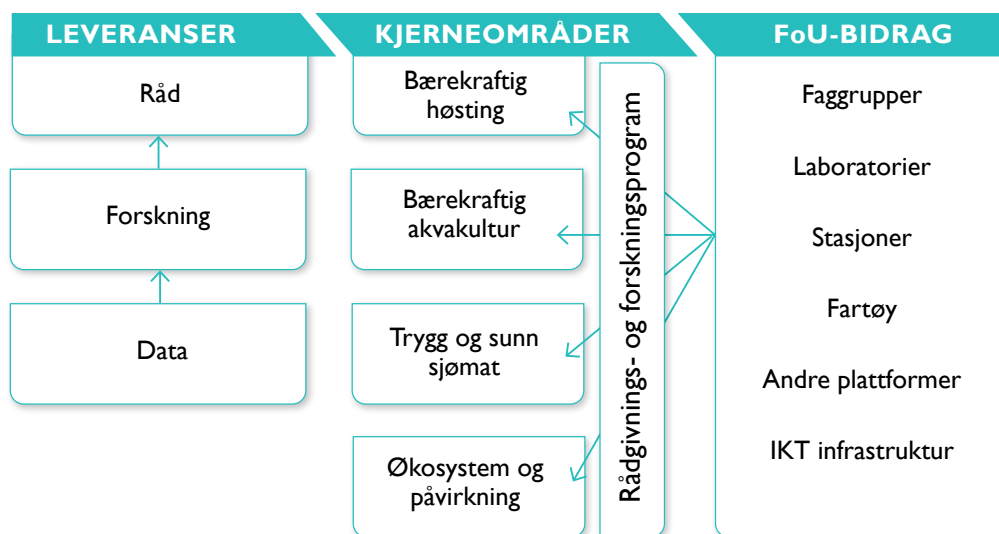 LEVERANSER
Råd
Forskning
Data
KJERNEOMRÅDER
Bærekraftig
høsting
Bærekraftig
akvakultur
Trygg og sunn
sjømat
Økosystem og
påvirkning
Rådgivnings- og forskningsprogram
FoU-BIDRAG
Faggrupper
Laboratorier
Stasjoner
Fartøy
Andre plattformer
IKT infrastruktur